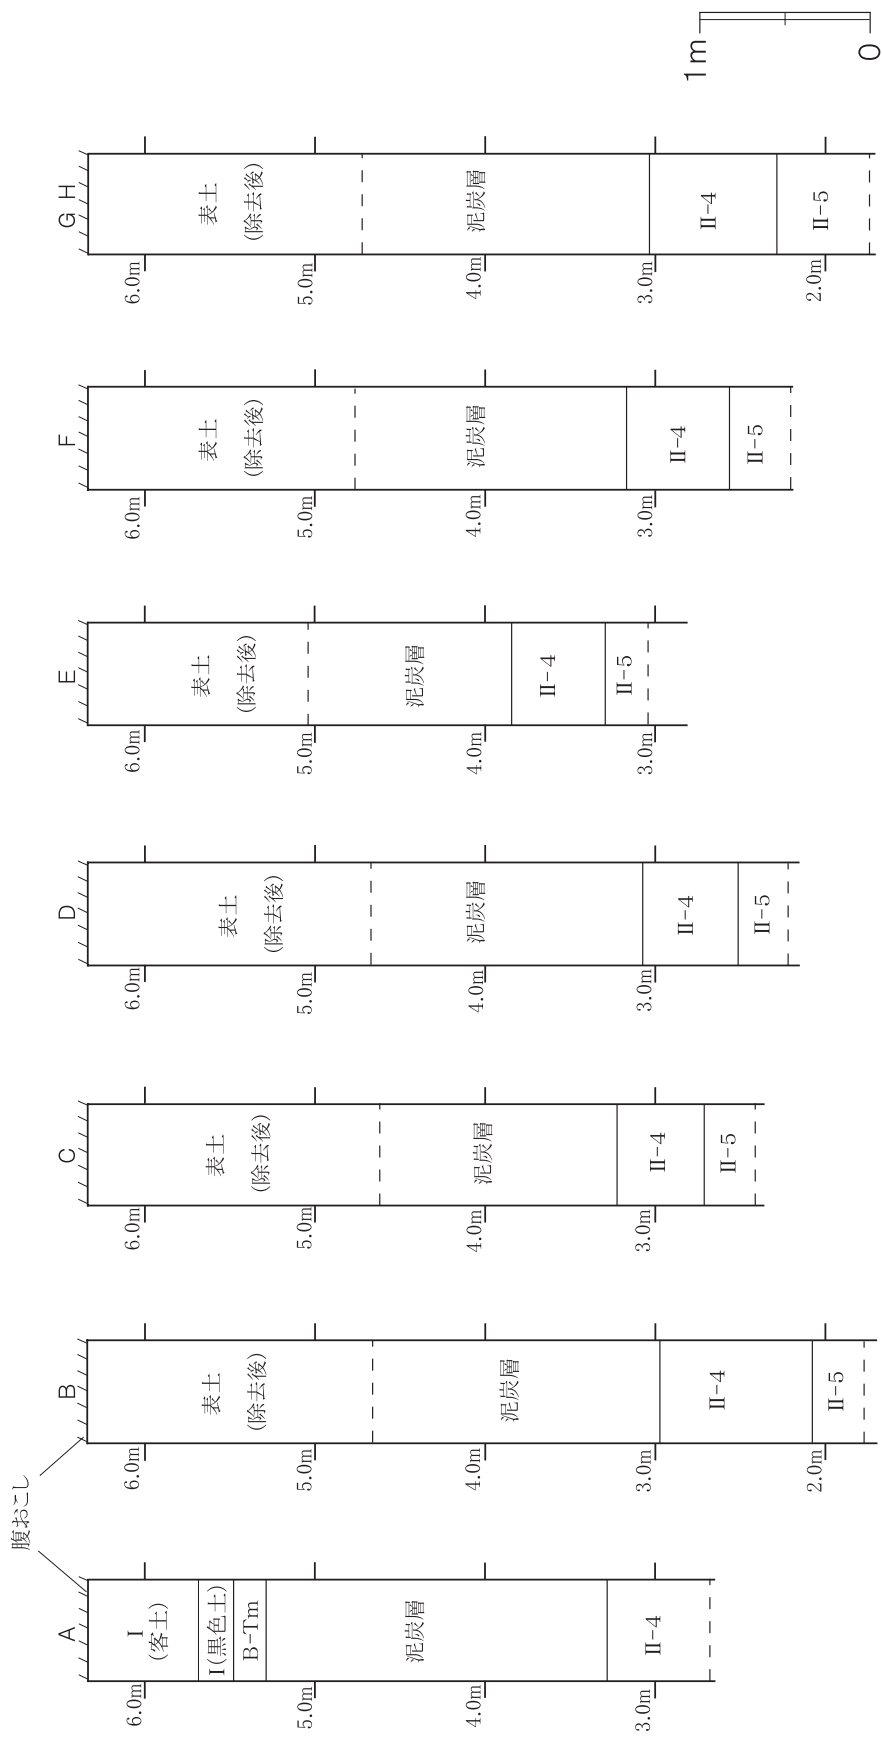 腹おこし
A
I
(客土)
I(黒色土)
B-Tm
泥炭層
II-4
6.0m
5.0m
4.0m
3.0m
B
表土
(除去後)
泥炭層
II-4
II-5
6.0m
5.0m
4.0m
3.0m
2.0m
C
表土
(除去後)
泥炭層
II-4
II-5
6.0m
5.0m
4.0m
3.0m
D
表土
(除去後)
泥炭層
II-4
II-5
6.0m
5.0m
4.0m
3.0m
E
表土
(除去後)
泥炭層
II-4
II-5
6.0m
5.0m
4.0m
3.0m
F
表土
(除去後)
泥炭層
II-4
II-5
6.0m
5.0m
4.0m
3.0m
G H
表土
(除去後)
泥炭層
II-4
II-5
6.0m
5.0m
4.0m
3.0m
2.0m
1m
0